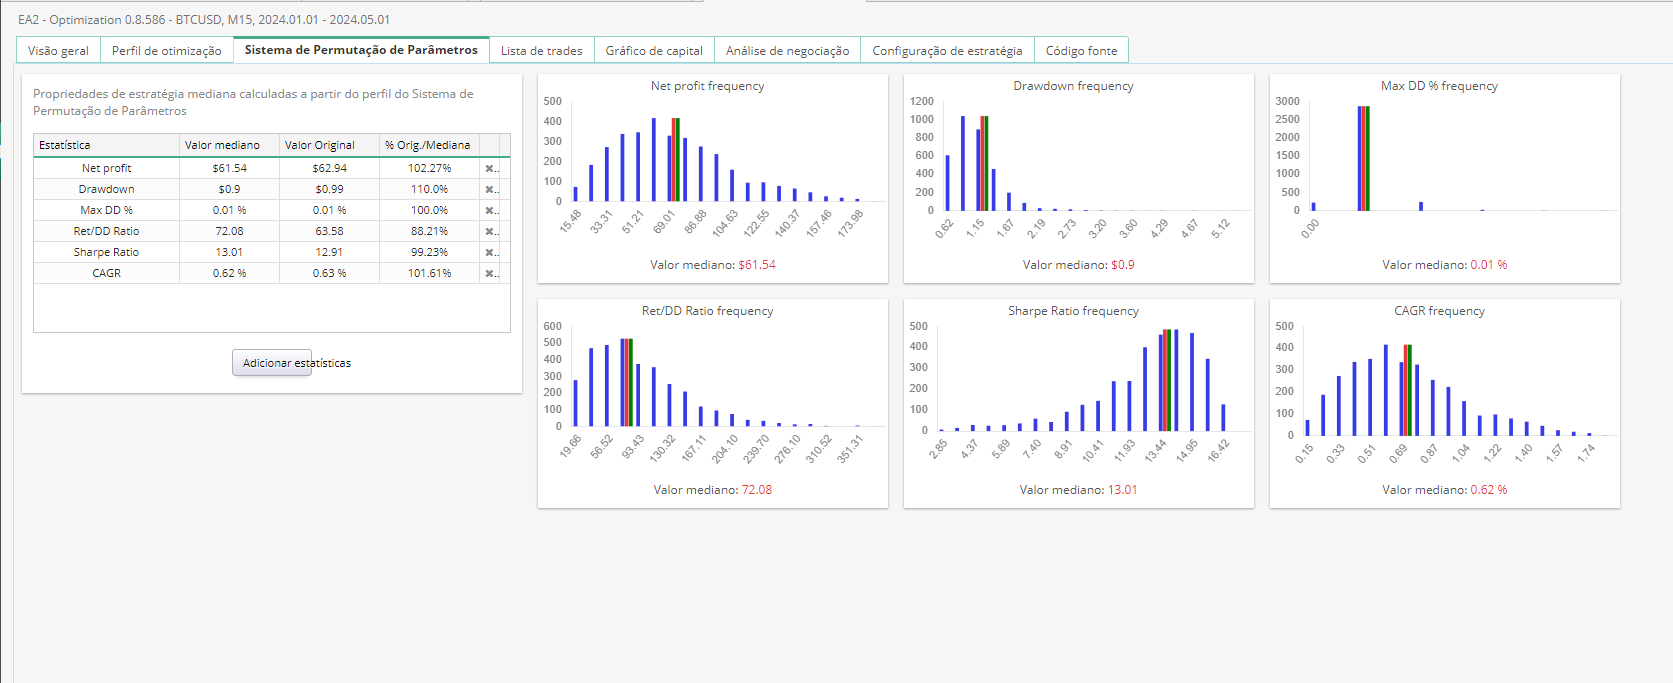 EA2 - Optimization 0.8.586 - BTCUSD, M15, 2024.01.01 - 2024.05.01
Visão geral
Perfil de otimização
Sistema de Permutação de Parâmetros
Lista de trades
Gráfico de capital
Análise de negociação
Configuração de estratégia
Código fonte
Propriedades de estratégia mediana calculadas a partir do perfil do Sistema de
Permutação de Parâmetros
Estatística Valor mediano Valor Original % Orig./Mediana
Net profit $61.54 $62.94 102.27% ✖..
Drawdown $0.9 $0.99 110.0% ✖..
Max DD % 0.01 % 0.01 % 100.0% ✖..
Ret/DD Ratio 72.08 63.58 88.21% ✖..
Sharpe Ratio 13.01 12.91 99.23% ✖..
CAGR 0.62 % 0.63 % 101.61% ✖..
Adicionar estatísticas
Net profit frequency
500
400
300
200
100
0
15.48 33.31 51.21 69.01 86.88 104.63 122.55 140.37 157.46 173.98
Valor mediano: $61.54
Drawdown frequency
1200
1000
800
600
400
200
0
0.62 1.15 1.67 2.19 2.73 3.20 3.60 4.29 4.67 5.12
Valor mediano: $0.9
Max DD % frequency
3000
2500
2000
1500
1000
500
0
0.00
Valor mediano: 0.01 %
Ret/DD Ratio frequency
600
500
400
300
200
100
0
19.66 56.52 93.43 130.32 167.11 204.10 239.70 276.10 310.52 351.31
Valor mediano: 72.08
Sharpe Ratio frequency
500
400
300
200
100
0
2.85 4.37 5.89 7.40 8.91 10.41 11.93 13.44 14.95 16.42
Valor mediano: 13.01
CAGR frequency
500
400
300
200
100
0
0.15 0.33 0.51 0.69 0.87 1.04 1.22 1.40 1.57 1.74
Valor mediano: 0.62 %